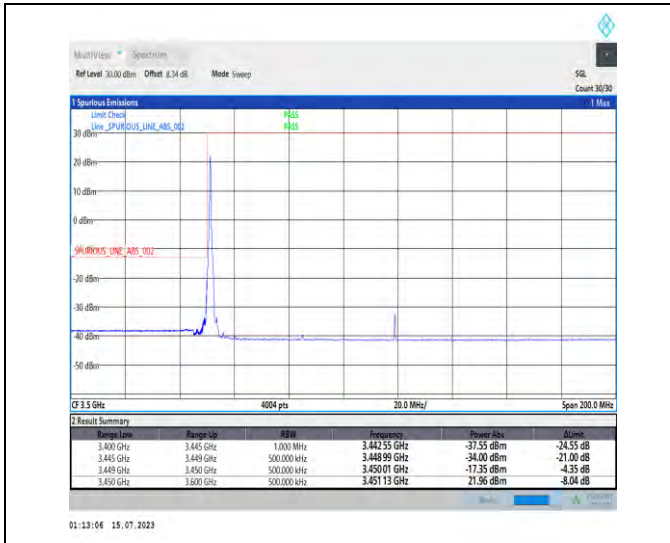 MultiView Spectrum
Ref Level 30.00 dBm Offset 8.34 dB Mode Sweep SGL
Count 30/30
1 Spurious Emissions 1 Max
Limit Check PASS
Line _SPURIOUS_LINE_ABS_002 PASS
30 dBm
20 dBm
10 dBm
0 dBm
_SPURIOUS_LINE_ABS_002
-20 dBm
-30 dBm
-40 dBm
-50 dBm
CF 3.5 GHz 4004 pts 20.0 MHz/ Span 200.0 MHz
2 Result Summary
Range Low Range Up RBW Frequency Power Abs ΔLimit
3.400 GHz 3.445 GHz 1.000 MHz 3.442 55 GHz -37.55 dBm -24.55 dB
3.445 GHz 3.449 GHz 500.000 kHz 3.448 99 GHz -34.00 dBm -21.00 dB
3.449 GHz 3.450 GHz 500.000 kHz 3.450 01 GHz -17.35 dBm -4.35 dB
3.450 GHz 3.600 GHz 500.000 kHz 3.451 13 GHz 21.96 dBm -8.04 dB
01:13:06 15.07.2023